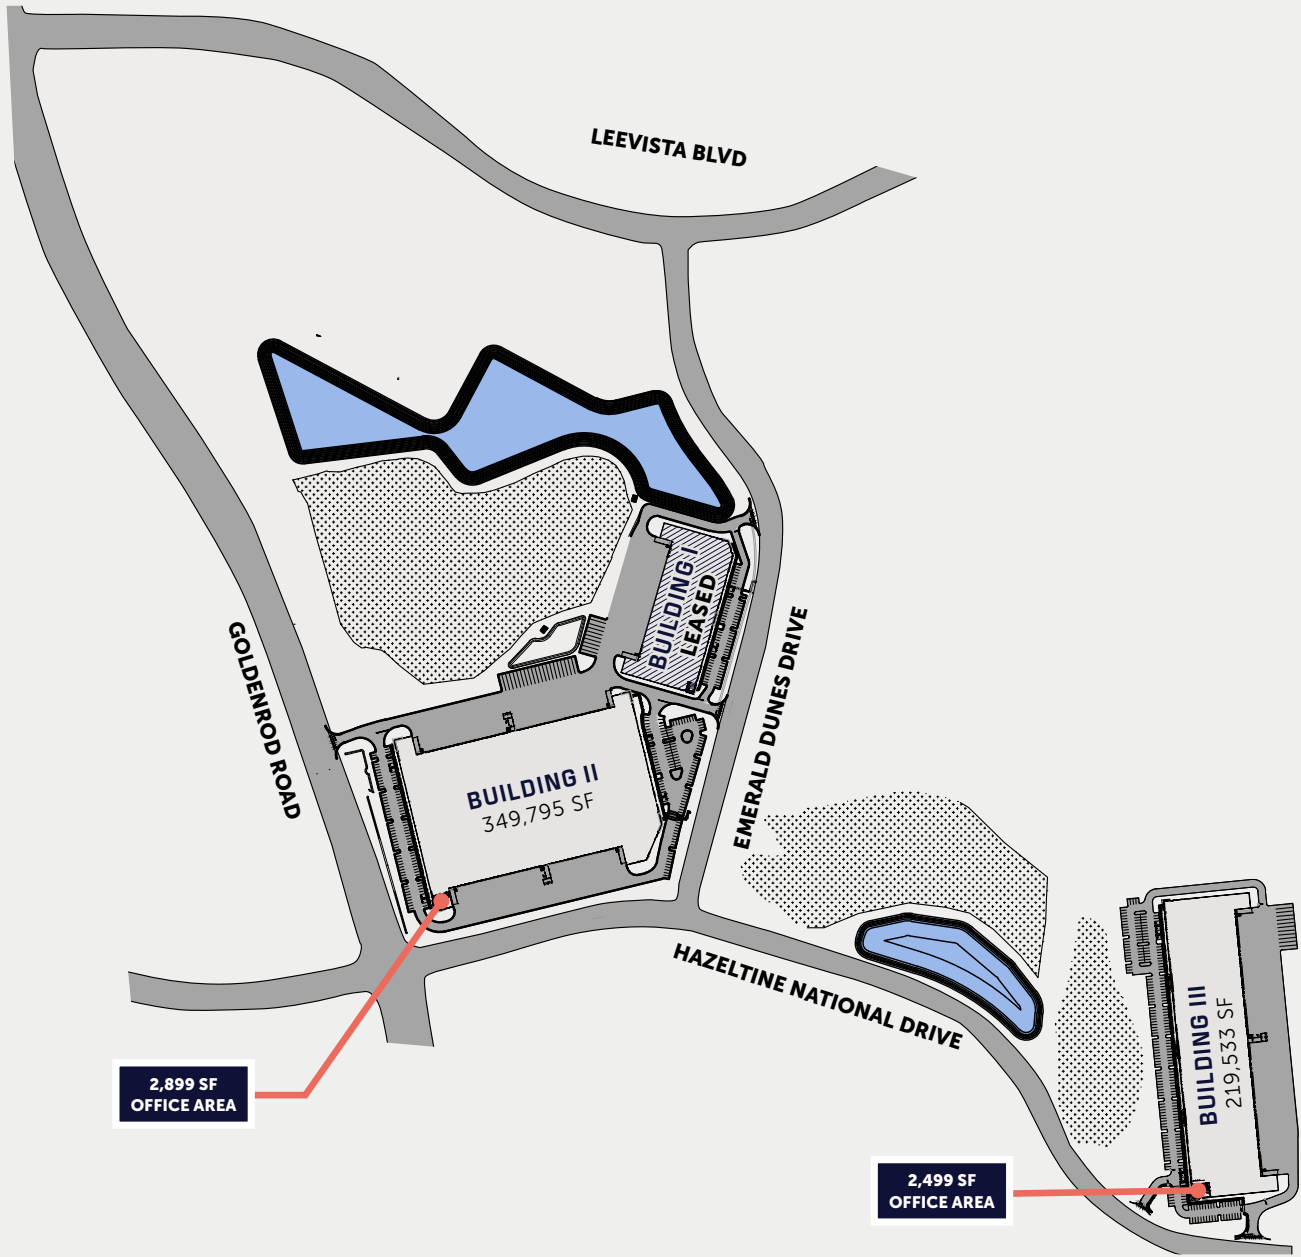 LEEVISTA BLVD
BUILDING I
LEASED
GOLDENROD ROAD
EMERALD DUNES DRIVE
BUILDING II
349,795 SF
HAZELTINE NATIONAL DRIVE
BUILDING III
219,533 SF
2,899 SF
OFFICE AREA
2,499 SF
OFFICE AREA